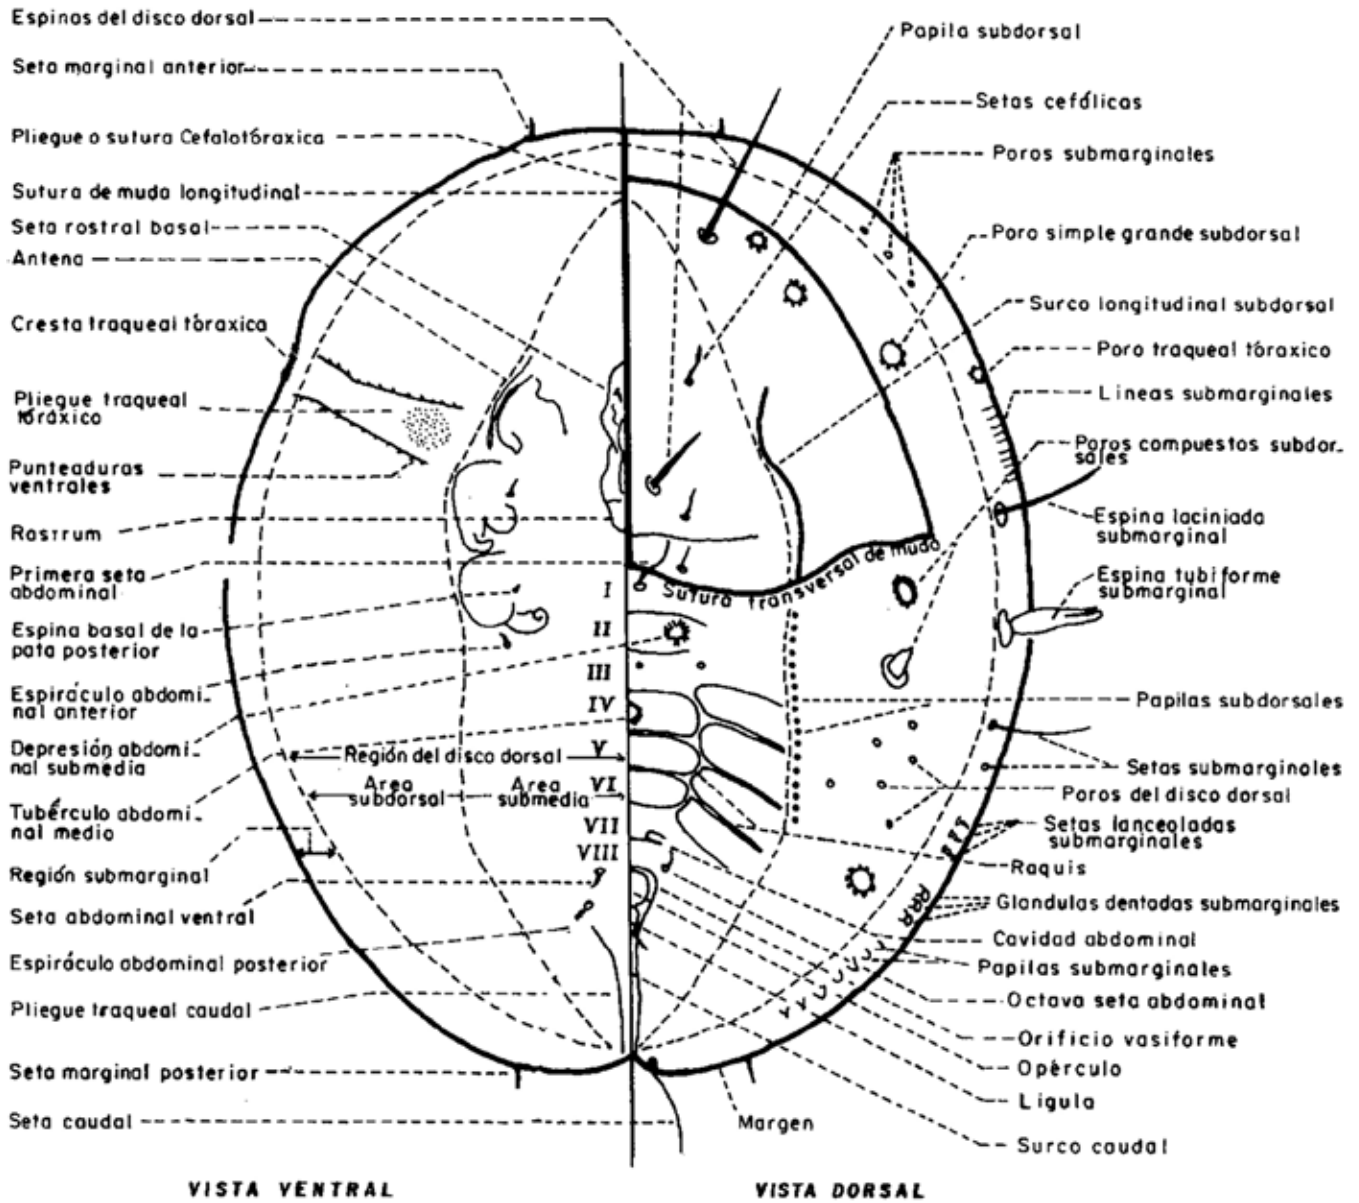 Espinas del disco dorsal
Seta marginal anterior
Pliegue o sutura Cefalotóraxica
Sutura de muda longitudinal
Seta rostral basal
Antena
Cresta traqueal tóraxica
Pliegue traqueal
tóráxico
Punteaduras
ventrales
Rastrum
Primera seta
abdominal
Espina basal de la
pata posterior
Espiráculo abdomi-
nal anterior
Depresión abdomi-
nal submedia
Tubérculo abdomi-
nal medio
Región submarginal
Seta abdominal ventral
Espiráculo abdominal posterior
Pliegue traqueal caudal
Seta marginal posterior
Seta caudal
Región del disco dorsal
Area
subdorsal
Area
submedia
I
II
III
IV
V
VI
VII
VIII
Sutura transversal de muda
Papila subdorsal
Setas cefálicas
Poros submarginales
Poro simple grande subdorsal
Surco longitudinal subdorsal
Poro traqueal tóraxico
Lineas submarginales
Poros compuestos subdor-
sales
Espina laciniada
submarginal
Espina tubiforme
submarginal
Papilas subdorsales
Setas submarginales
Poros del disco dorsal
Setas lanceoladas
submarginales
Raquis
Glandulas dentadas submarginales
Cavidad abdominal
Papilas submarginales
Octava seta abdominal
Orificio vasiforme
Opérculo
Ligula
Surco caudal
Margen
VISTA VENTRAL
VISTA DORSAL